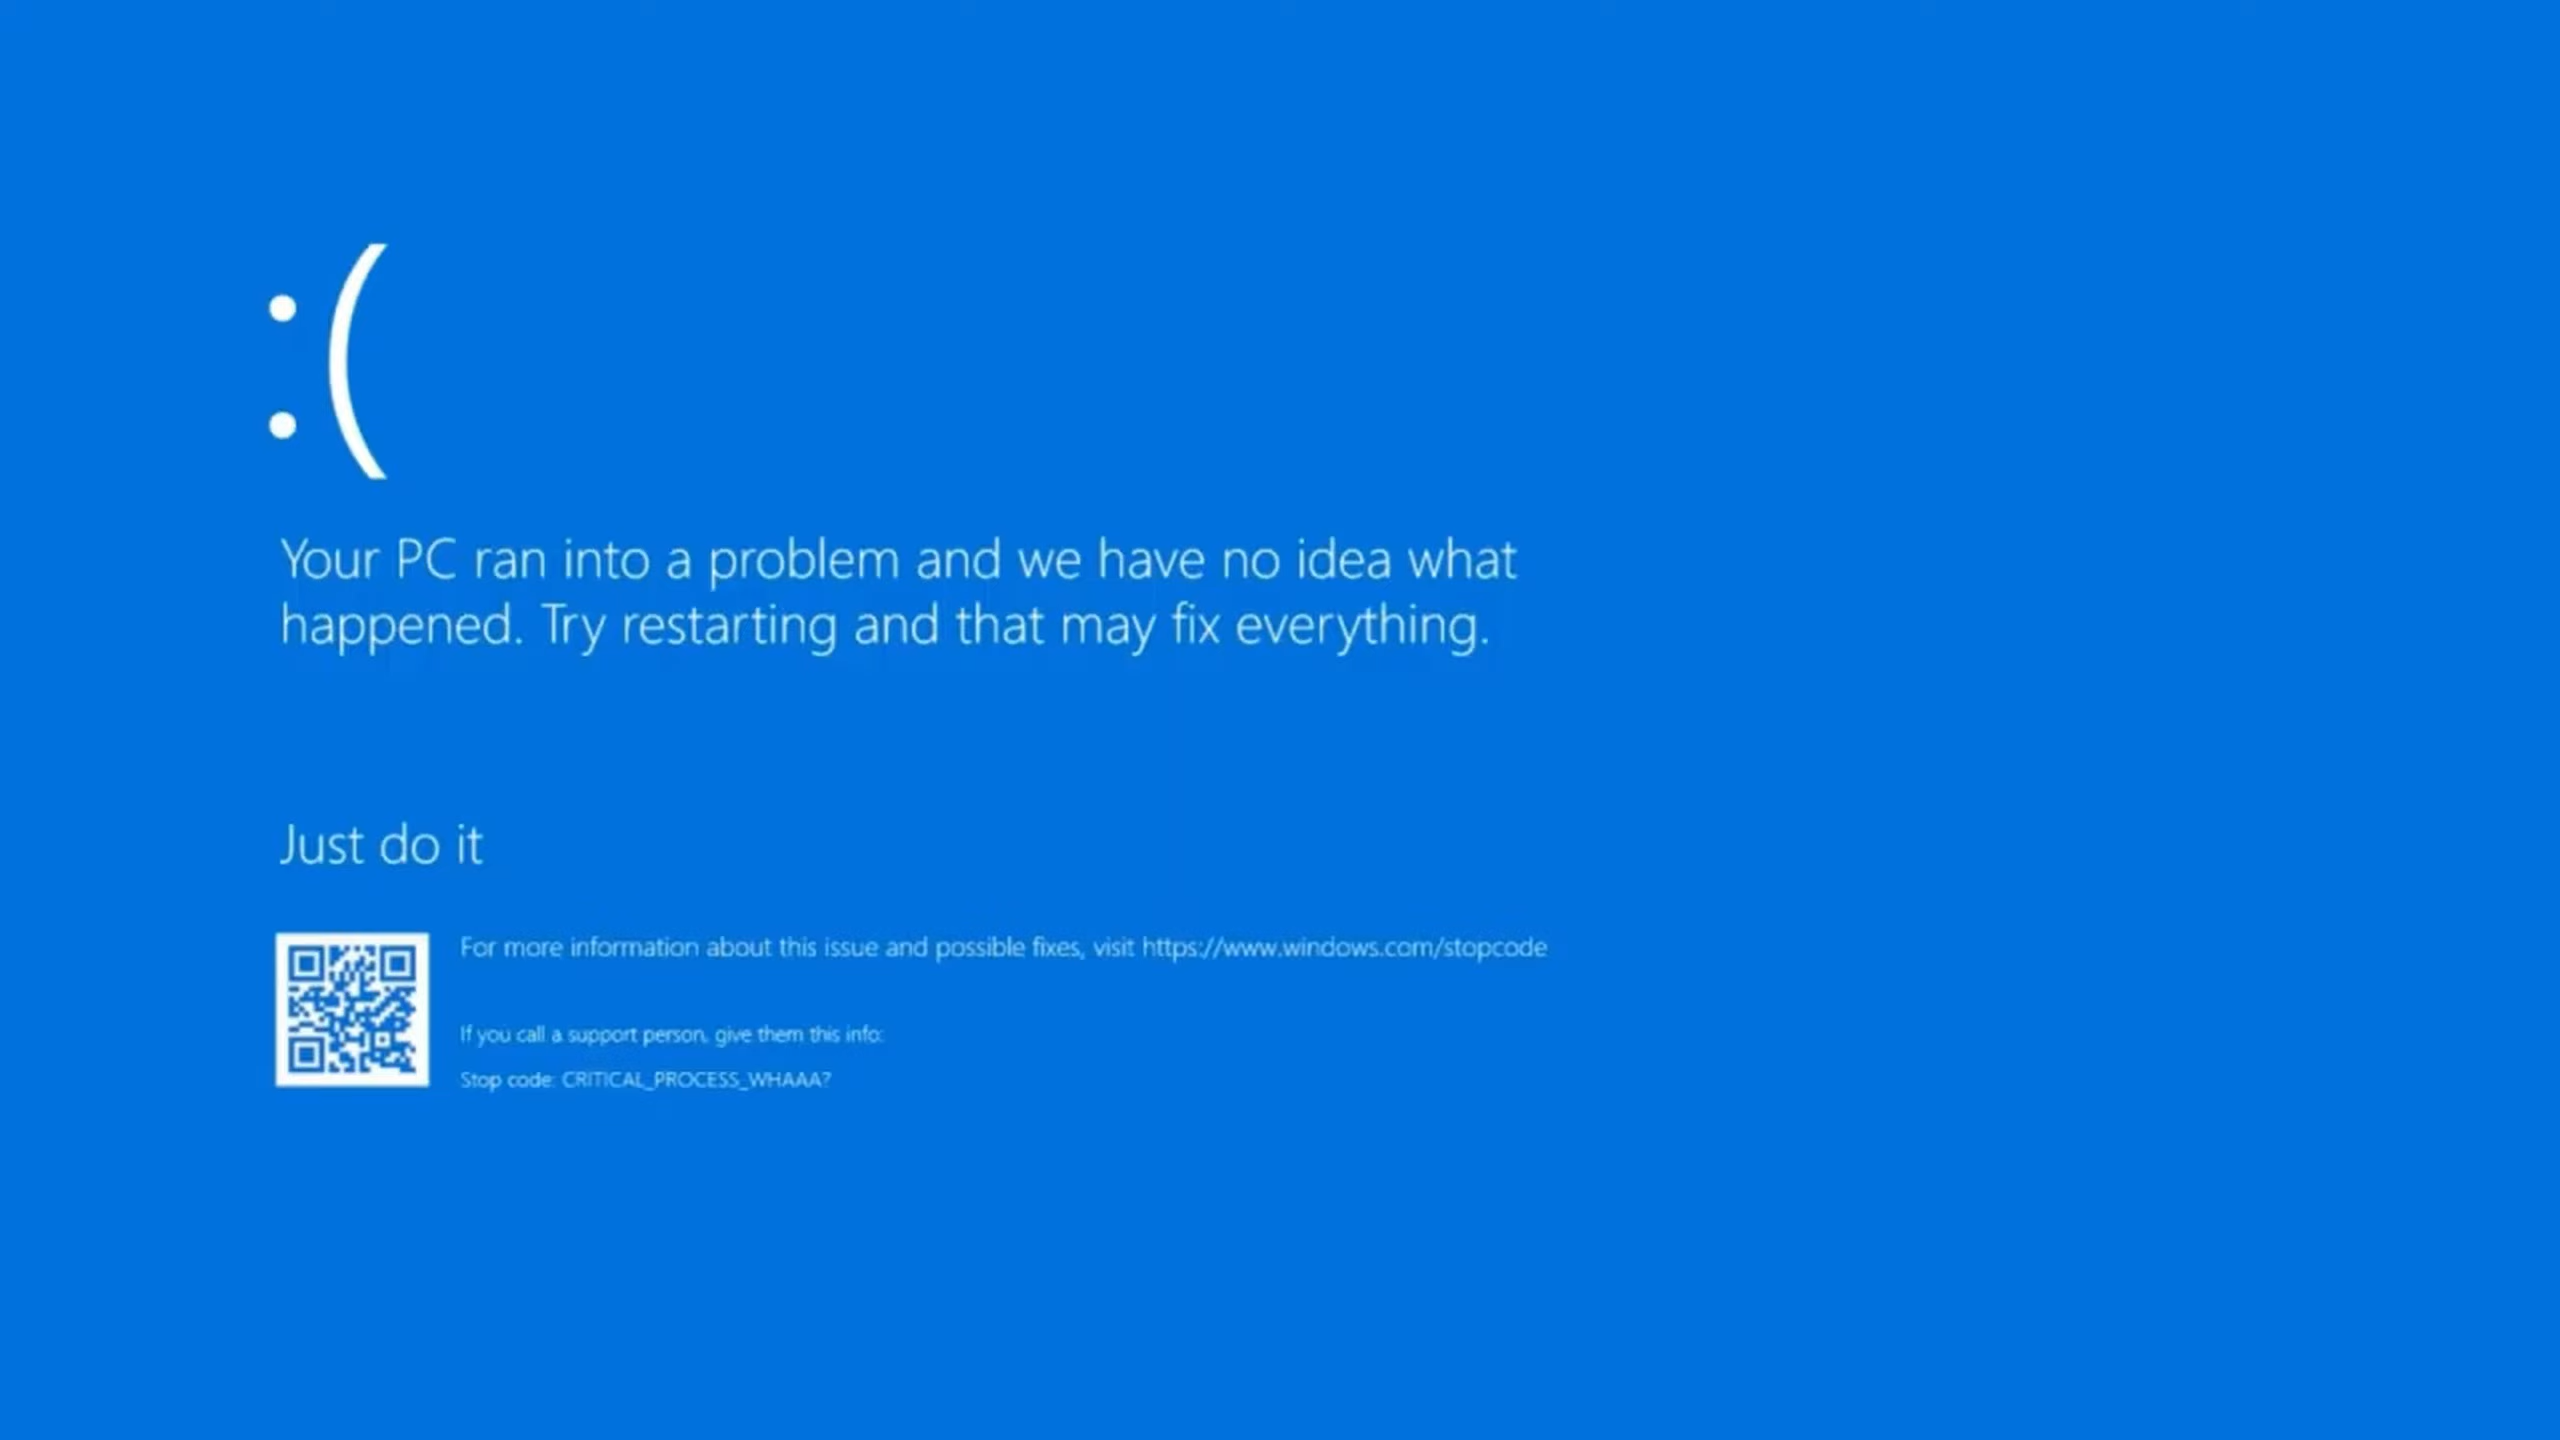 :(
Your PC ran into a problem and we have no idea what
happened. Try restarting and that may fix everything.
Just do it
For more information about this issue and possible fixes, visit https://www.windows.com/stopcode
If you call a support person, give them this info:
Stop code: CRITICAL_PROCESS_WHAAA?